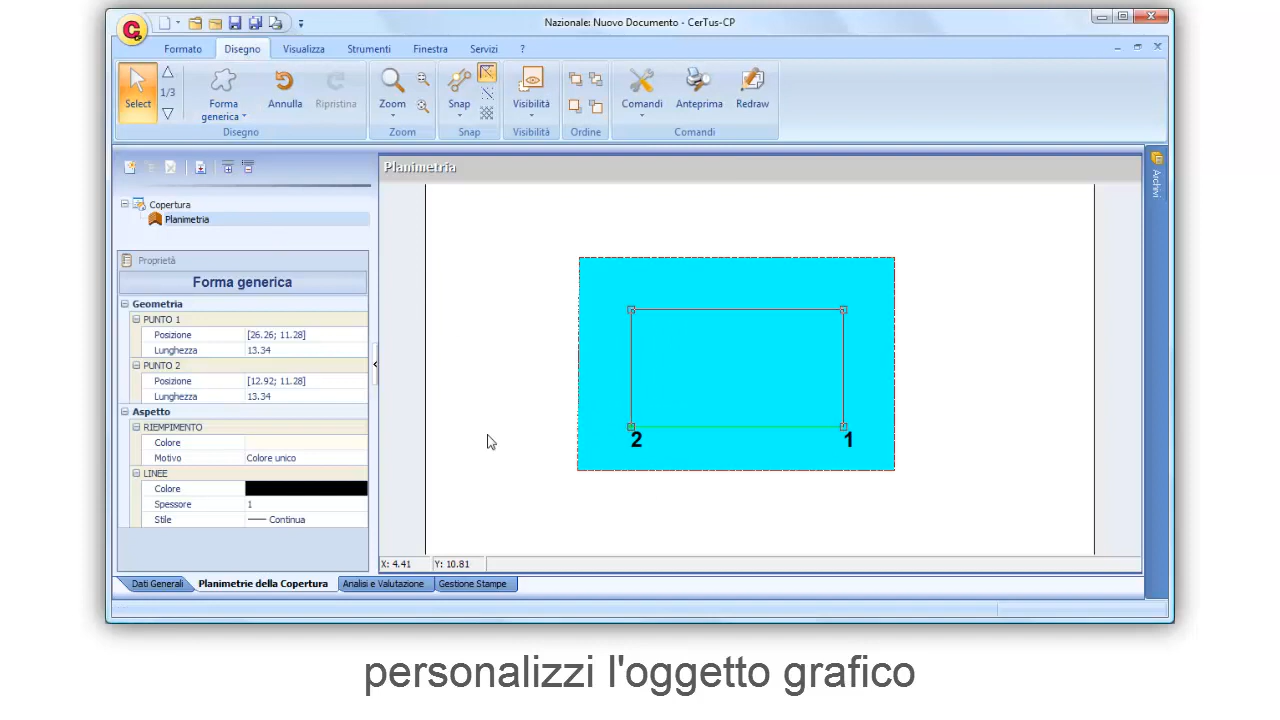 Nazionale: Nuovo Documento - CerTus-CP
Formato
Disegno
Visualizza
Strumenti
Finestra
Servizi
?
Select
1/3
Forma generica
Annulla
Ripristina
Zoom
Snap
Visibilità
Comandi
Anteprima
Redraw
Disegno
Zoom
Snap
Visibilità
Ordine
Comandi
Planimetria
Archivi
Copertura
Planimetria
Proprietà
Forma generica
Geometria
PUNTO 1
Posizione [26.26; 11.28]
Lunghezza 13.34
PUNTO 2
Posizione [12.92; 11.28]
Lunghezza 13.34
Aspetto
RIEMPIMENTO
Colore
Motivo Colore unico
LINEE
Colore
Spessore 1
Stile Continua
2
1
X: 4.41
Y: 10.81
Dati Generali
Planimetrie della Copertura
Analisi e Valutazione
Gestione Stampe
personalizzi l'oggetto grafico